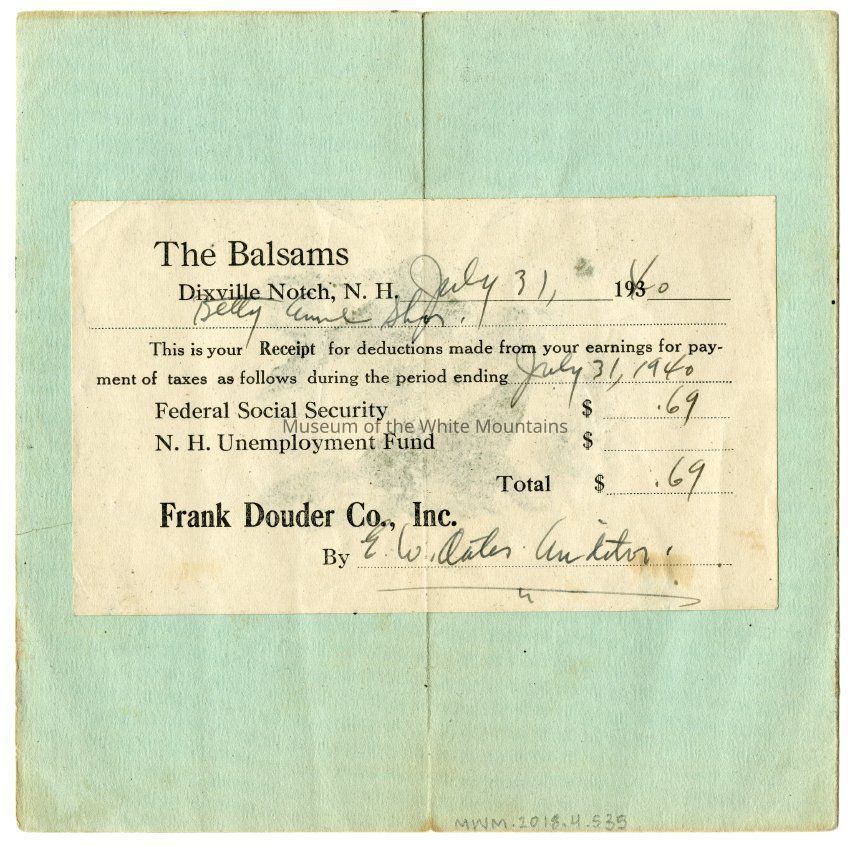 The Balsams
Dixville Notch, N. H. July 31, 19340
Betty Anne
This is your Receipt for deductions made from your earnings for pay-
ment of taxes as follows during the period ending July 31, 1940
Federal Social Security $ .69
Museum of the White Mountains
N. H. Unemployment Fund $
Total $ .69
Frank Douder Co., Inc.
By E. W. Oates Auditor.
MWM.2018.4.535